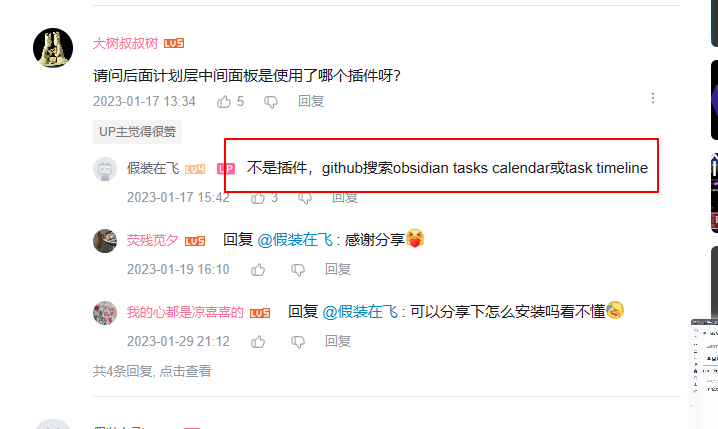 大树叔叔树 LV5
请问后面计划层中间面板是使用了哪个插件呀？
2023-01-17 13:34 5 回复
UP主觉得很赞
假装在飞 LV4 UP 不是插件，github搜索obsidian tasks calendar或task timeline
2023-01-17 15:42 3 回复
荧残范夕 LV5 回复 @假装在飞 : 感谢分享
2023-01-19 16:10 回复
我的心都是凉喜喜的 LV5 回复 @假装在飞 : 可以分享下怎么安装吗看不懂
2023-01-29 21:12 回复
共4条回复, 点击查看